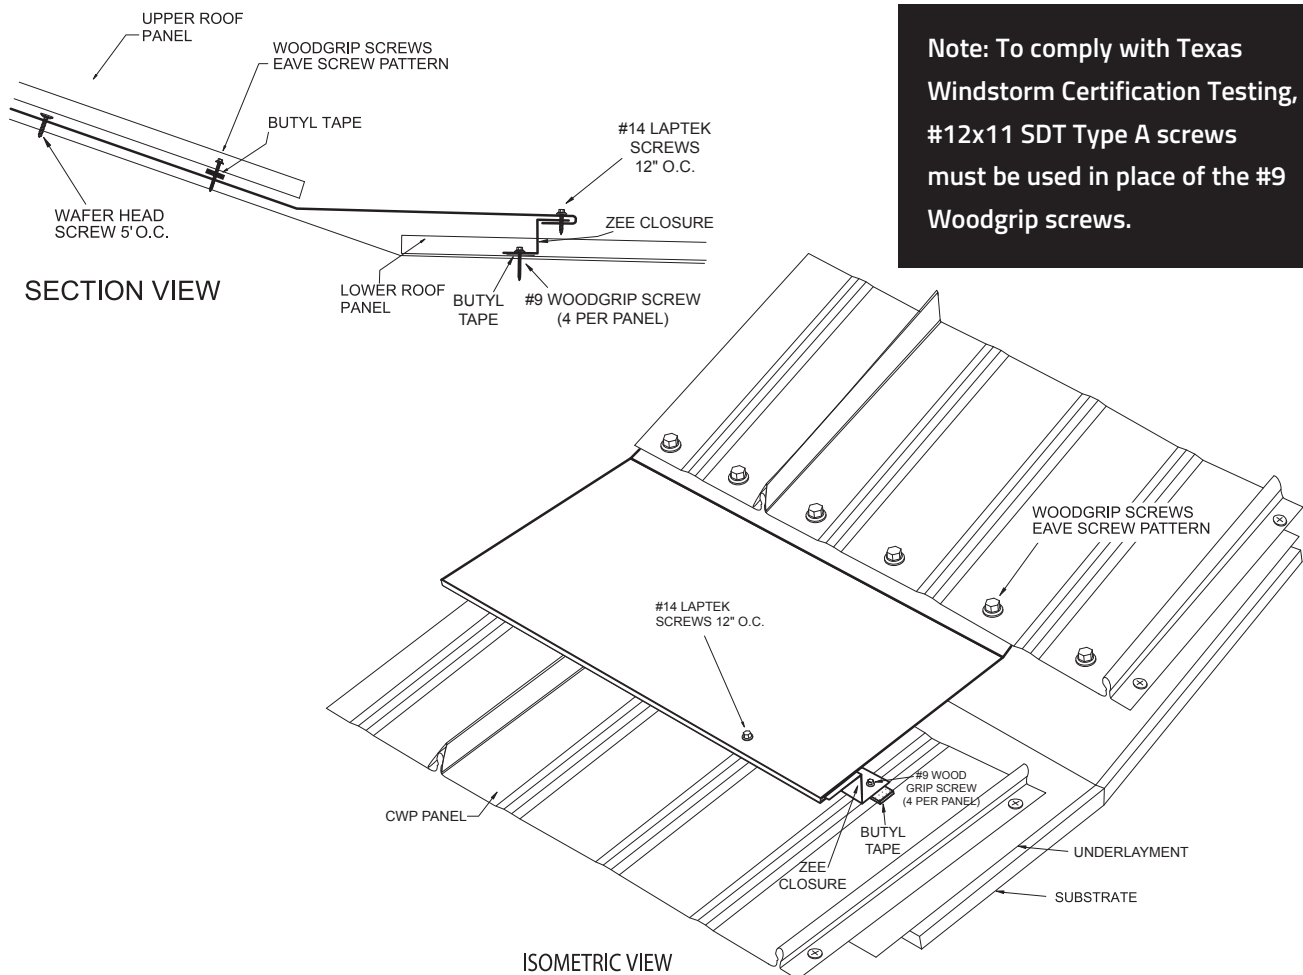 UPPER ROOF
PANEL
WOODGRIP SCREWS
EAVE SCREW PATTERN
BUTYL TAPE
#14 LAPTEK
SCREWS
12" O.C.
WAFER HEAD
SCREW 5' O.C.
ZEE CLOSURE
SECTION VIEW
LOWER ROOF
PANEL
BUTYL
TAPE
#9 WOODGRIP SCREW
(4 PER PANEL)
Note: To comply with Texas
Windstorm Certification Testing,
#12x11 SDT Type A screws
must be used in place of the #9
Woodgrip screws.
WOODGRIP SCREWS
EAVE SCREW PATTERN
#14 LAPTEK
SCREWS 12" O.C.
#9 WOOD
GRIP SCREW
(4 PER PANEL)
CWP PANEL
BUTYL
TAPE
ZEE
CLOSURE
UNDERLAYMENT
SUBSTRATE
ISOMETRIC VIEW